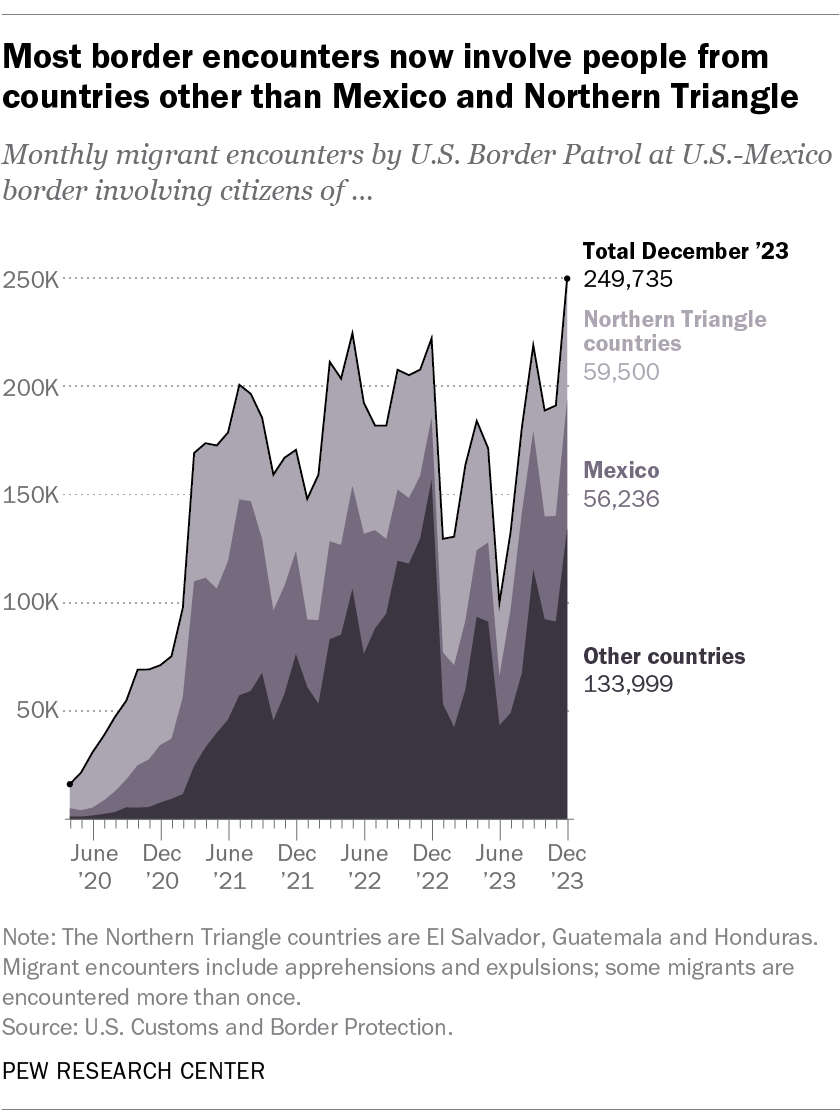 Most border encounters now involve people from
countries other than Mexico and Northern Triangle
Monthly migrant encounters by U.S. Border Patrol at U.S.-Mexico
border involving citizens of ...
Total December ’23
249,735
Northern Triangle
countries
59,500
Mexico
56,236
Other countries
133,999
250K
200K
150K
100K
50K
June Dec June Dec June Dec June Dec
’20 ’20 ’21 ’21 ’22 ’22 ’23 ’23
Note: The Northern Triangle countries are El Salvador, Guatemala and Honduras.
Migrant encounters include apprehensions and expulsions; some migrants are
encountered more than once.
Source: U.S. Customs and Border Protection.
PEW RESEARCH CENTER